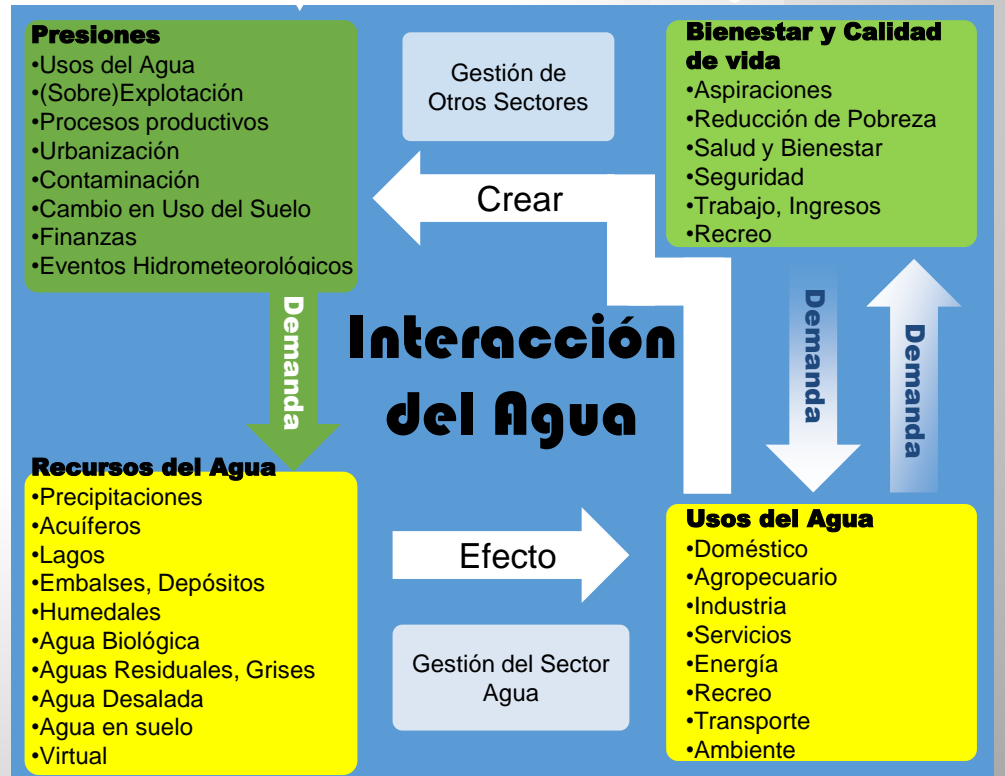 Presiones
•Usos del Agua
•(Sobre)Explotación
•Procesos productivos
•Urbanización
•Contaminación
•Cambio en Uso del Suelo
•Finanzas
•Eventos Hidrometeorológicos
Gestión de
Otros Sectores
Bienestar y Calidad
de vida
•Aspiraciones
•Reducción de Pobreza
•Salud y Bienestar
•Seguridad
•Trabajo, Ingresos
•Recreo
Crear
Demanda
Interacción
del Agua
Demanda
Demanda
Recursos del Agua
•Precipitaciones
•Acuíferos
•Lagos
•Embalses, Depósitos
•Humedales
•Agua Biológica
•Aguas Residuales, Grises
•Agua Desalada
•Agua en suelo
•Virtual
Efecto
Gestión del Sector
Agua
Usos del Agua
•Doméstico
•Agropecuario
•Industria
•Servicios
•Energía
•Recreo
•Transporte
•Ambiente